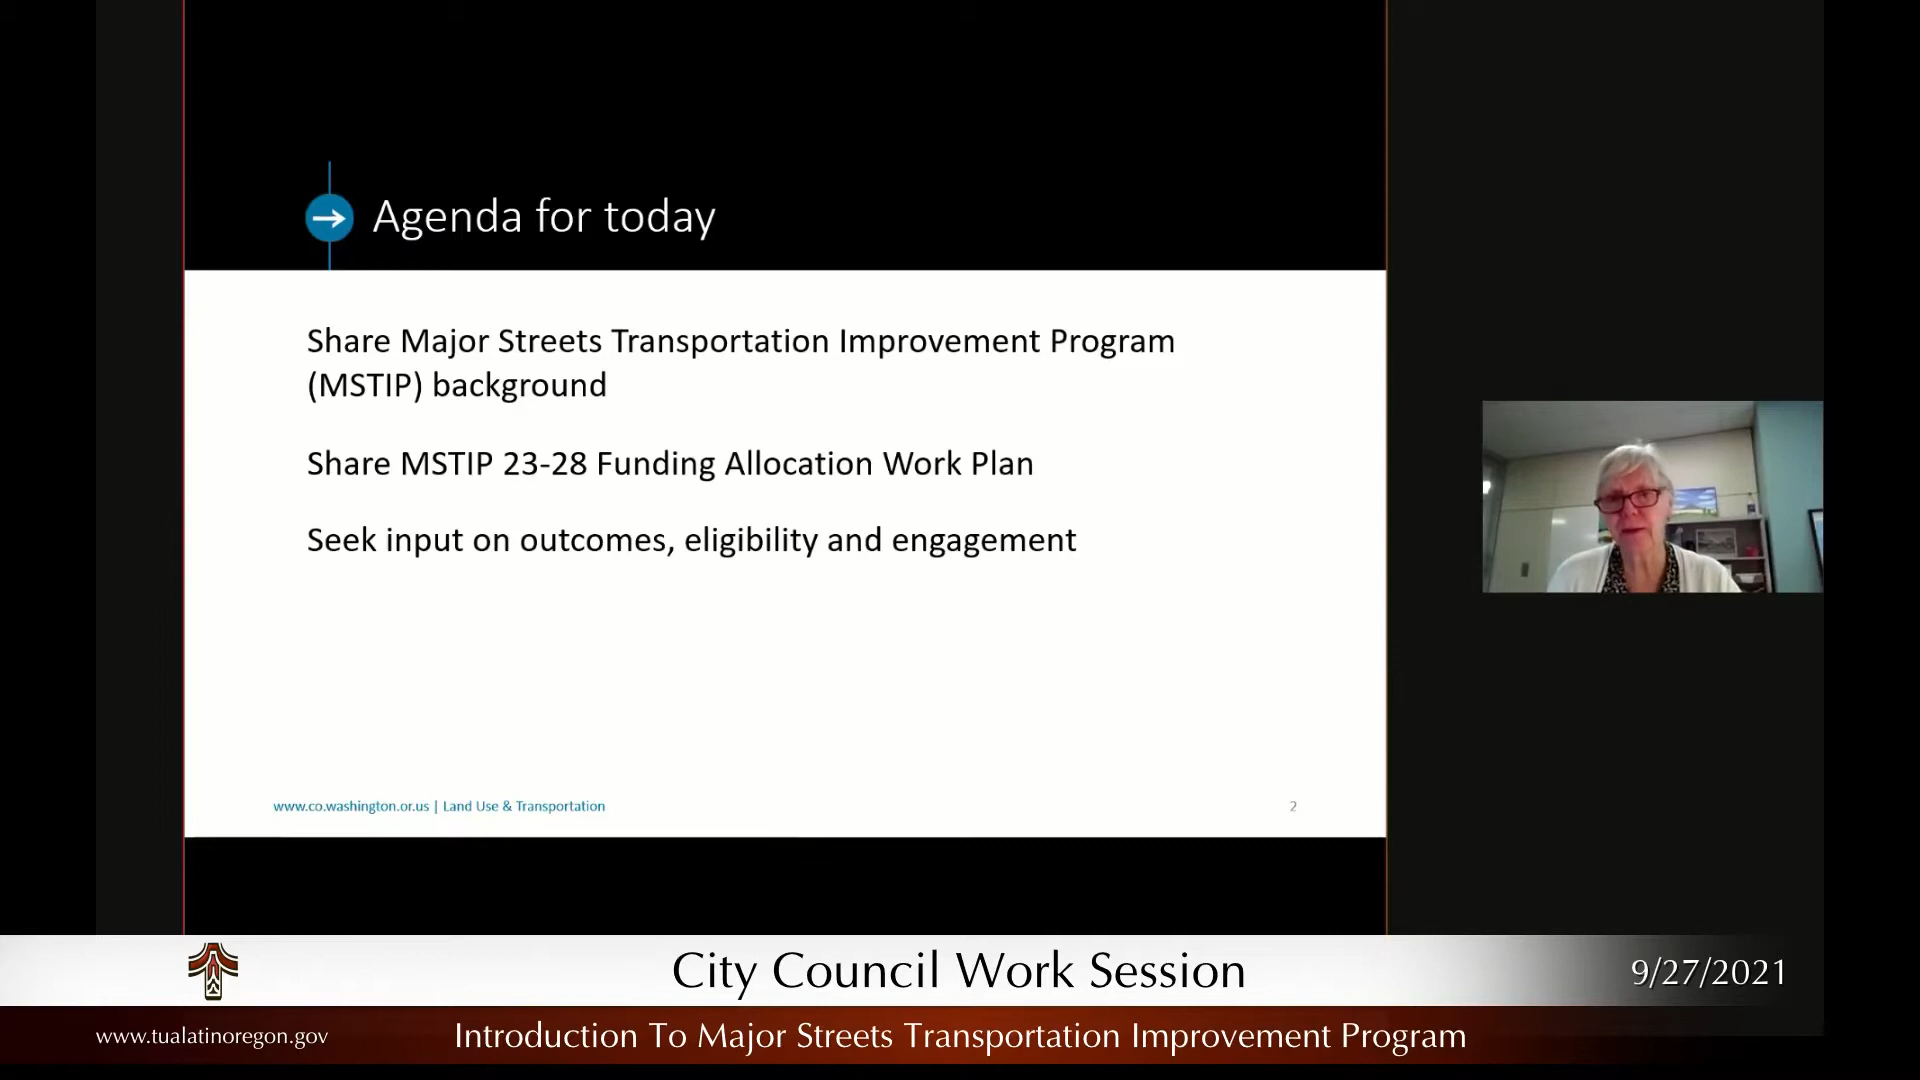 Agenda for today
Share Major Streets Transportation Improvement Program
(MSTIP) background
Share MSTIP 23-28 Funding Allocation Work Plan
Seek input on outcomes, eligibility and engagement
www.co.washington.or.us | Land Use & Transportation
2
City Council Work Session
9/27/2021
www.tualatinoregon.gov
Introduction To Major Streets Transportation Improvement Program